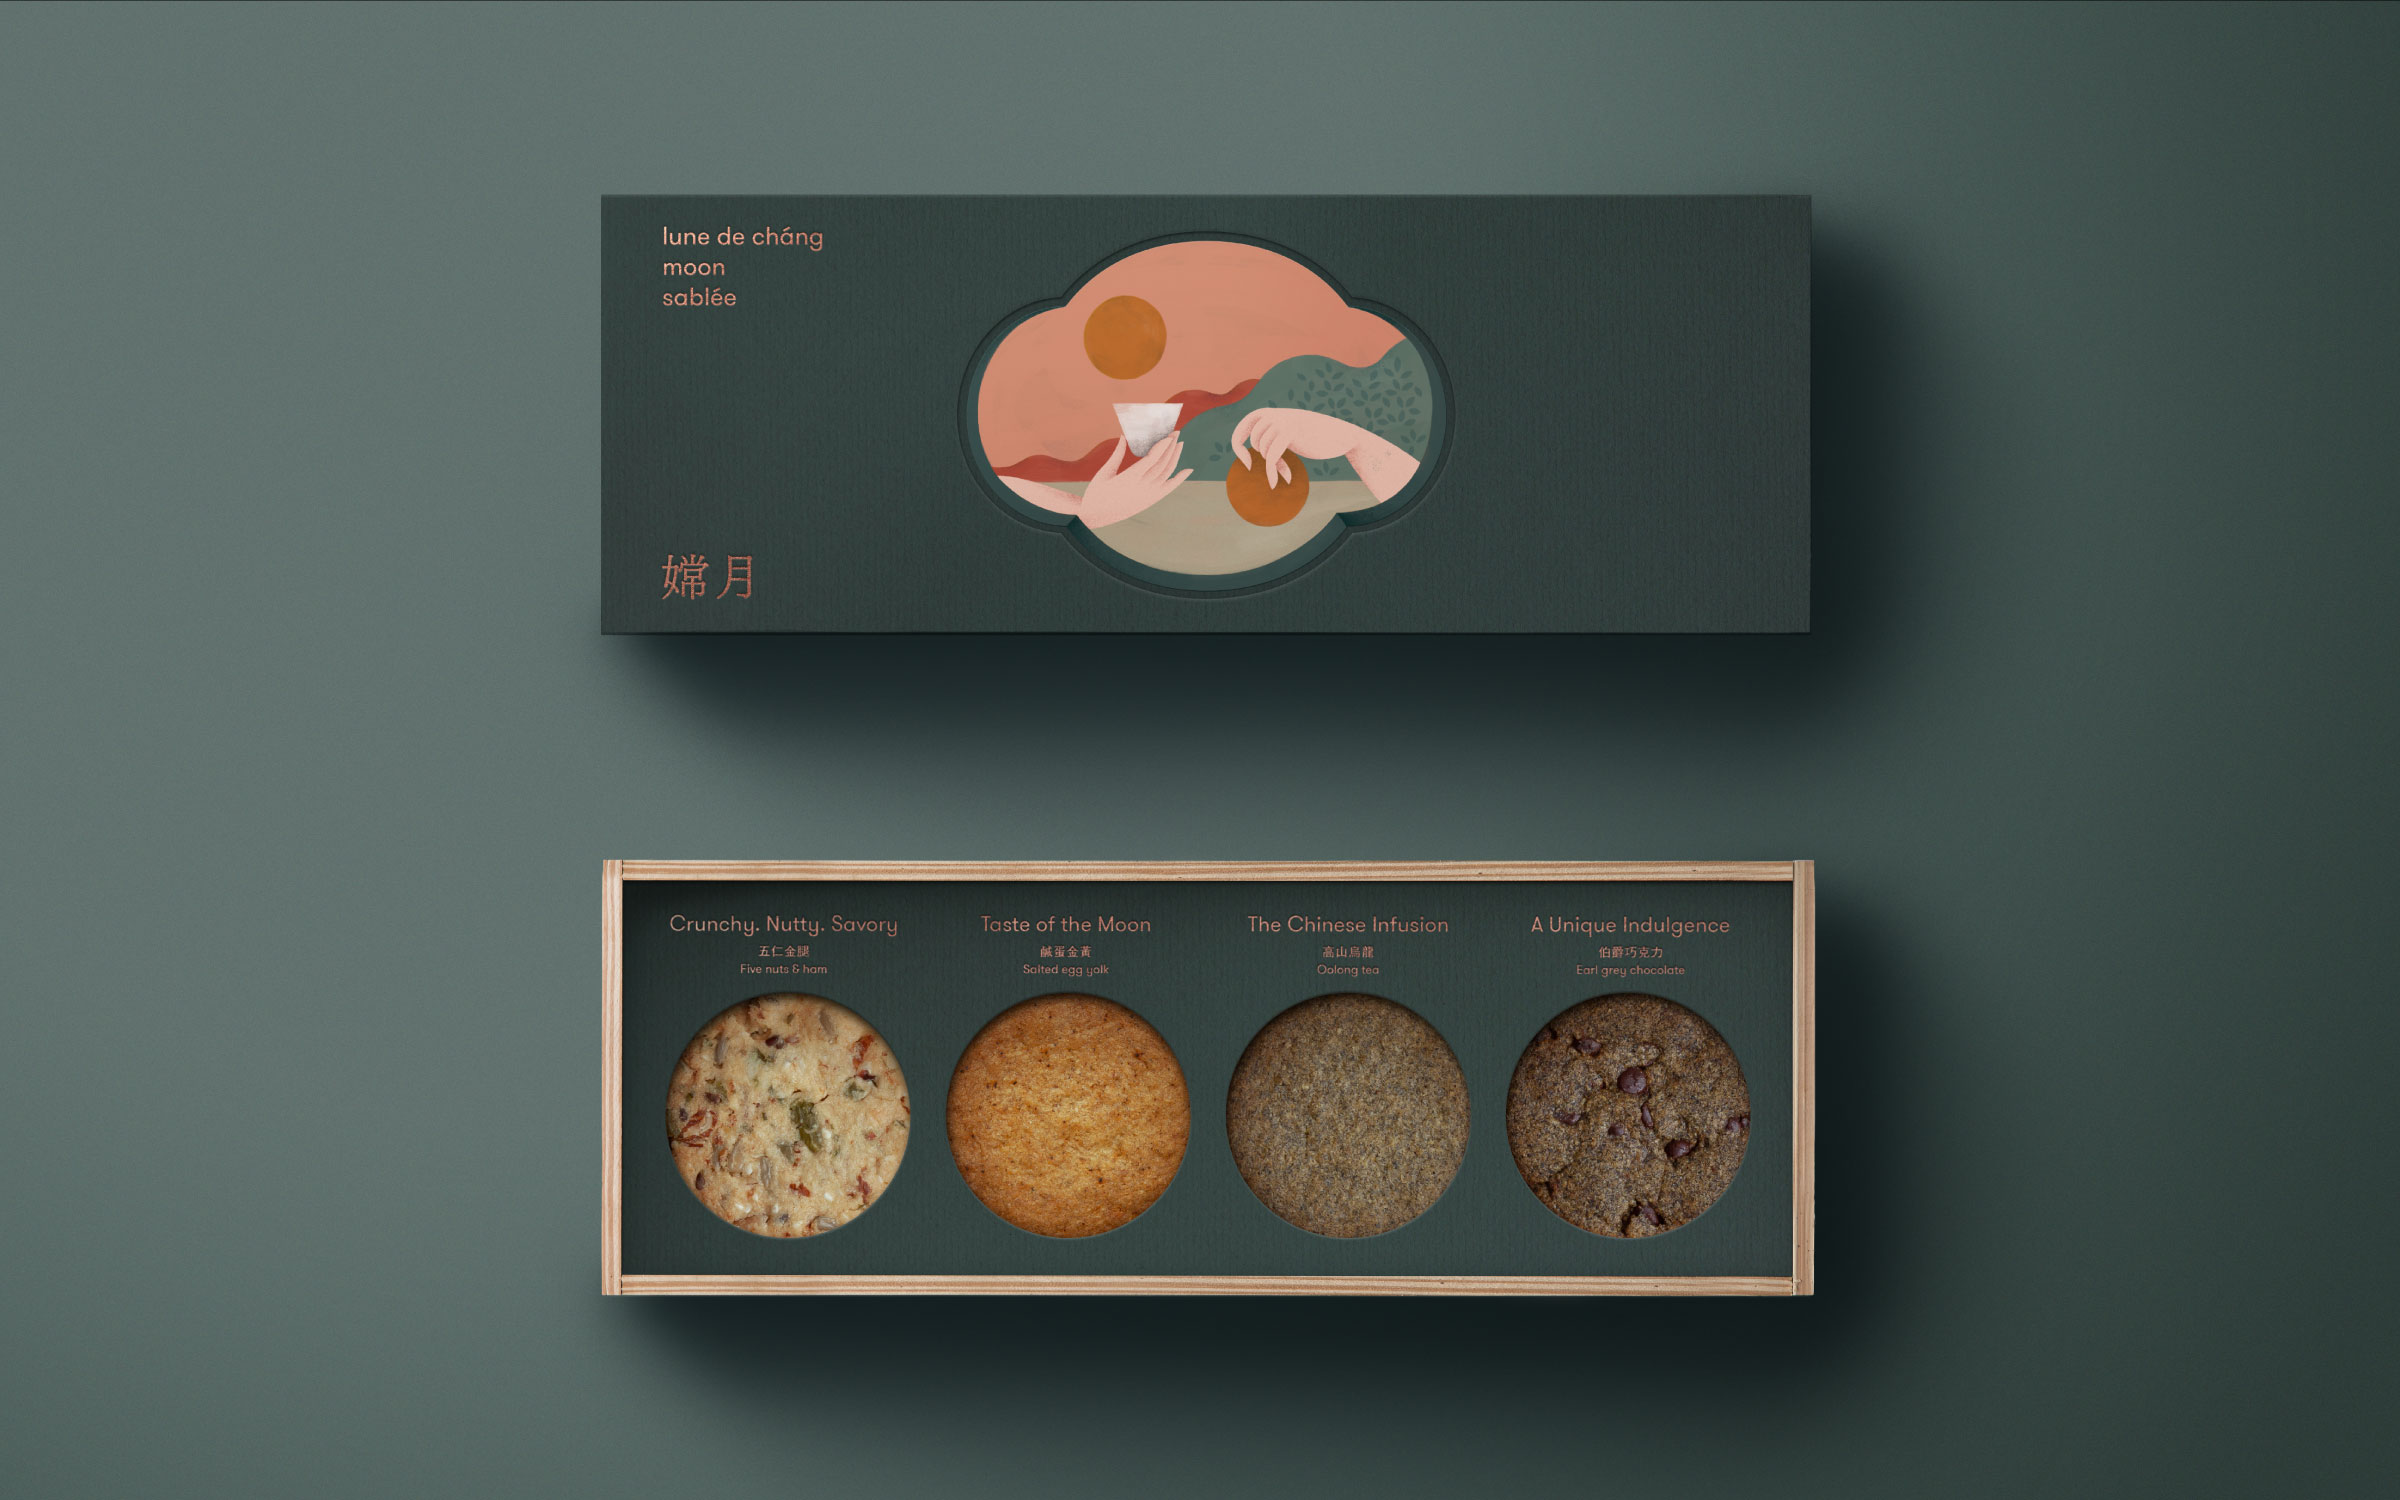 lune de cháng
moon
sablée
嫦月
Crunchy. Nutty. Savory
五仁金腿
Five nuts & ham
Taste of the Moon
鹹蛋金黃
Salted egg yolk
The Chinese Infusion
高山烏龍
Oolong tea
A Unique Indulgence
伯爵巧克力
Earl grey chocolate